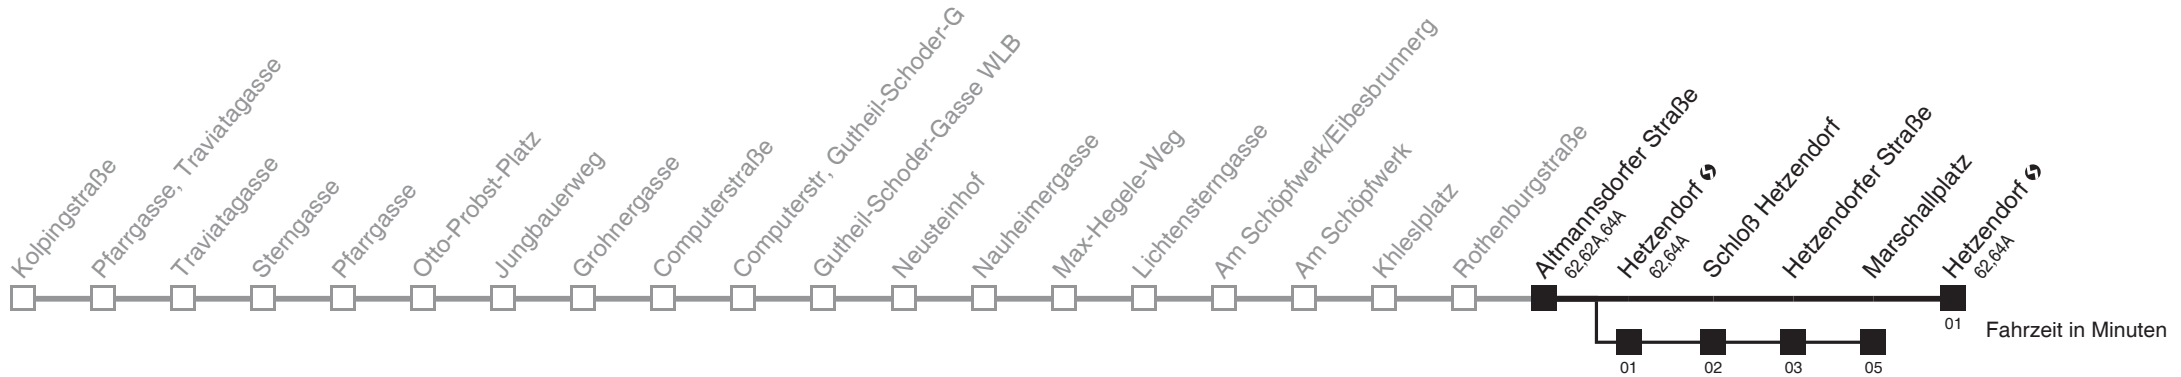 Kolpingstraße
Pfarrgasse, Traviatagasse
Traviatagasse
Sterngasse
Pfarrgasse
Otto-Probst-Platz
Jungbauerweg
Grohnergasse
Computerstraße
Computerstr, Gutheil-Schoder-G
Gutheil-Schoder-Gasse WLB
Neusteinhof
Nauheimergasse
Max-Hegele-Weg
Lichtensterngasse
Am Schöpfwerk/Eibesbrunnerg
Am Schöpfwerk
Khleslplatz
Rothenburgstraße
Altmannsdorfer Straße
62,62A,64A
Hetzendorf
62,64A
Schloß Hetzendorf
Hetzendorfer Straße
Marschallplatz
Hetzendorf
62,64A
01
Fahrzeit in Minuten
01
02
03
05